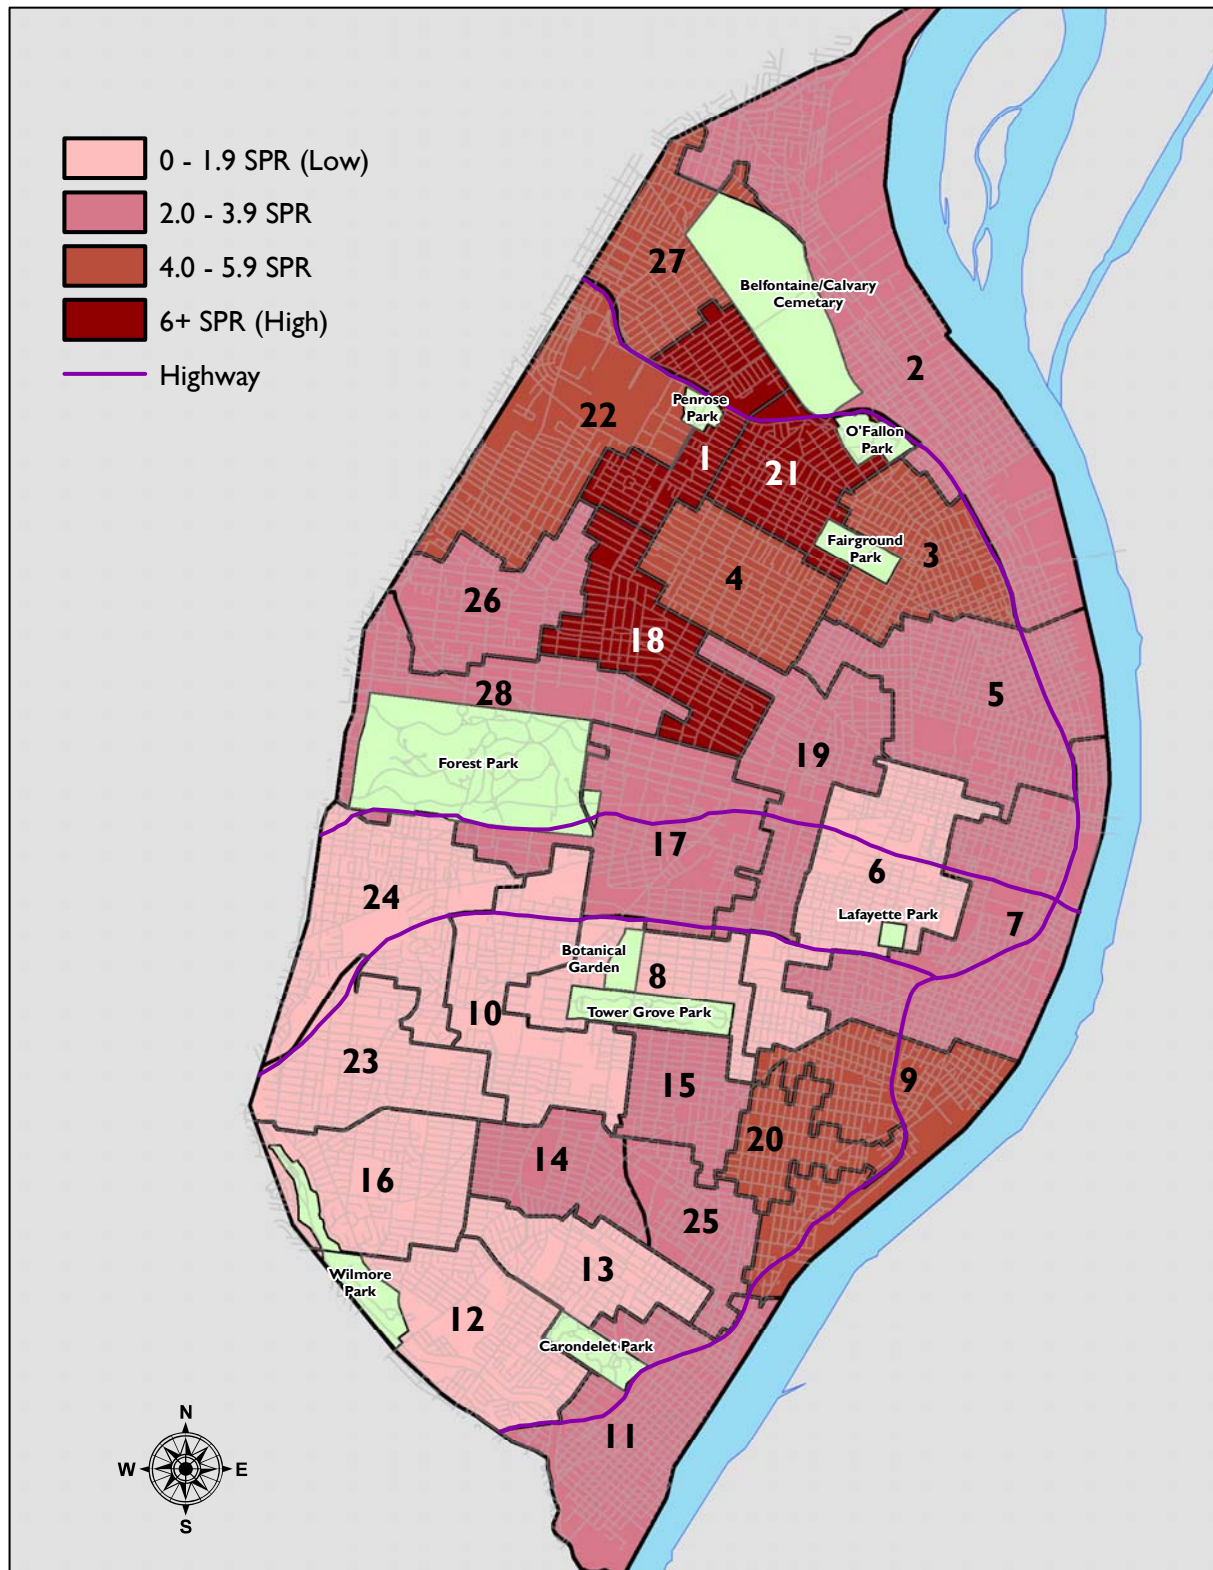 0 - 1.9 SPR (Low)
2.0 - 3.9 SPR
4.0 - 5.9 SPR
6+ SPR (High)
Highway
27
Belfontaine/Calvary
Cemetary
2
Penrose
Park
22
O'Fallon
Park
1
21
Fairground
Park
3
4
26
18
28
5
19
Forest Park
17
6
24
Lafayette Park
7
Botanical
Garden
8
10
Tower Grove Park
23
9
15
20
14
16
25
13
Wilmore
Park
12
Carondelet Park
11
N
W
E
S